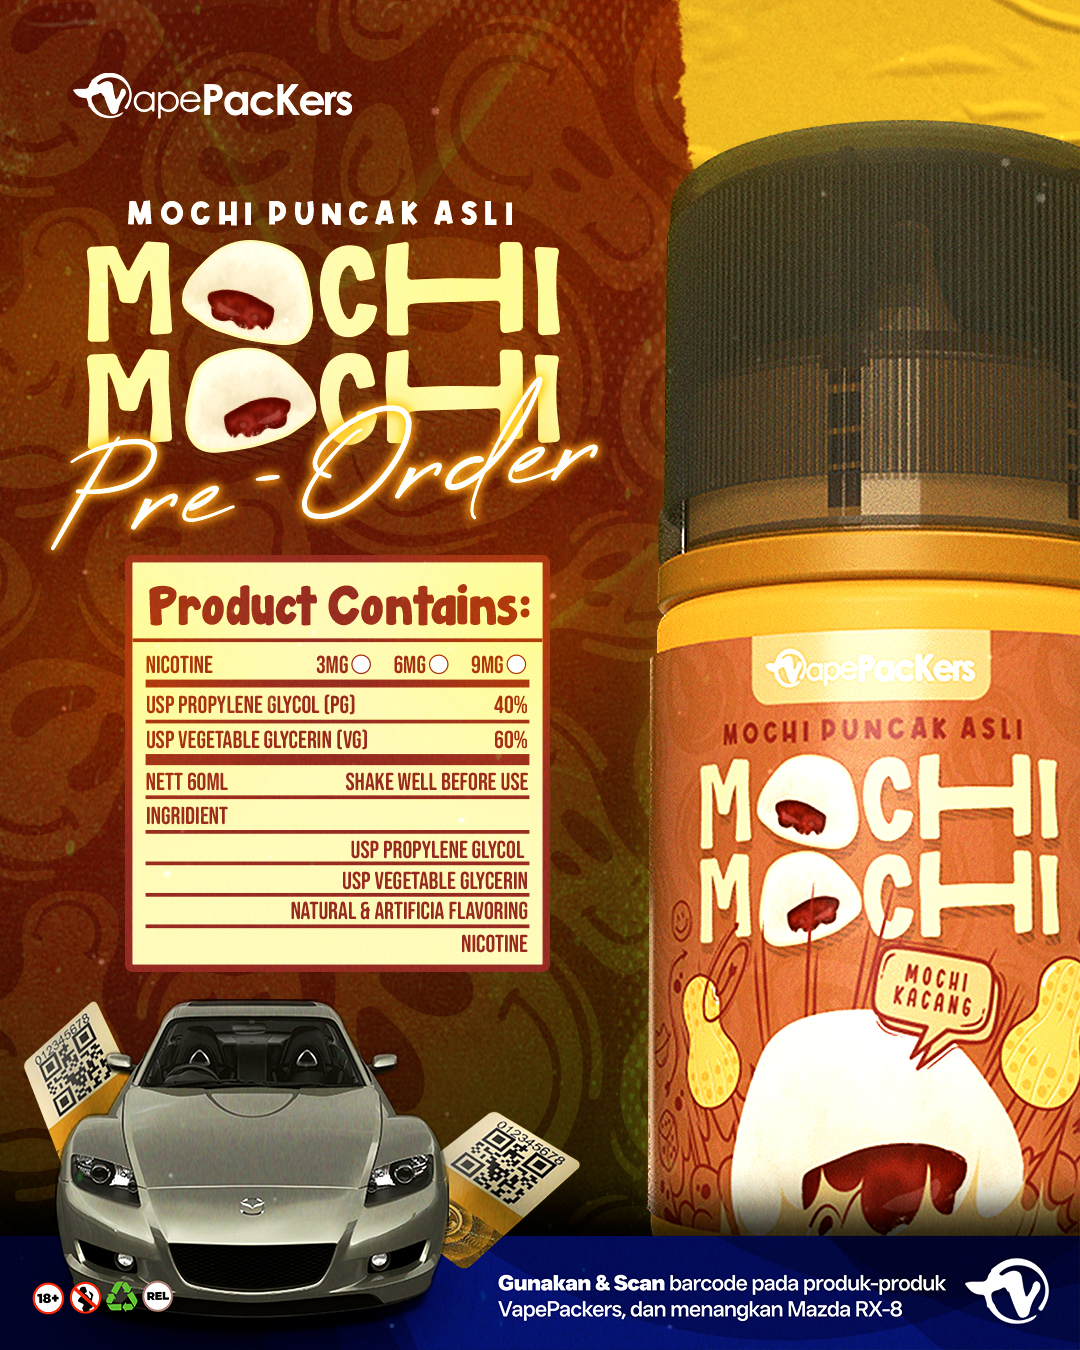 VapePacKers
MOCHI PUNCAK ASLI
MOCHI
MOCHI
Pre-Order
Product Contains:
NICOTINE 3MG 6MG 9MG
USP PROPYLENE GLYCOL (PG) 40%
USP VEGETABLE GLYCERIN (VG) 60%
NETT 60ML SHAKE WELL BEFORE USE
INGRIDIENT
USP PROPYLENE GLYCOL
USP VEGETABLE GLYCERIN
NATURAL & ARTIFICIA FLAVORING
NICOTINE
VapePacKers
MOCHI PUNCAK ASLI
MOCHI
MOCHI
MOCHI
KACANG
012345678
012345678
18+
REL
Gunakan & Scan barcode pada produk-produk
VapePackers, dan menangkan Mazda RX-8